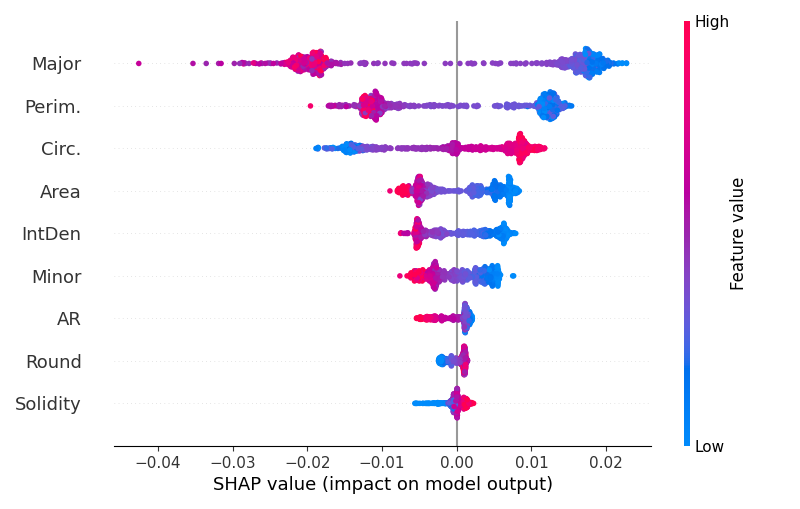 High
Major
Perim.
Circ.
Area
IntDen
Minor
AR
Round
Solidity
Feature value
Low
−0.04 −0.03 −0.02 −0.01 0.00 0.01 0.02
SHAP value (impact on model output)